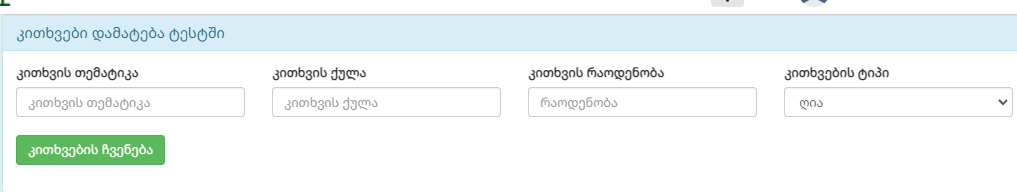 კითხვები დამატება ტესტში
კითხვის თემატიკა კითხვის ქულა კითხვის რაოდენობა კითხვების ტიპი
კითხვის თემატიკა კითხვის ქულა რაოდენობა ღია
კითხვების ჩვენება